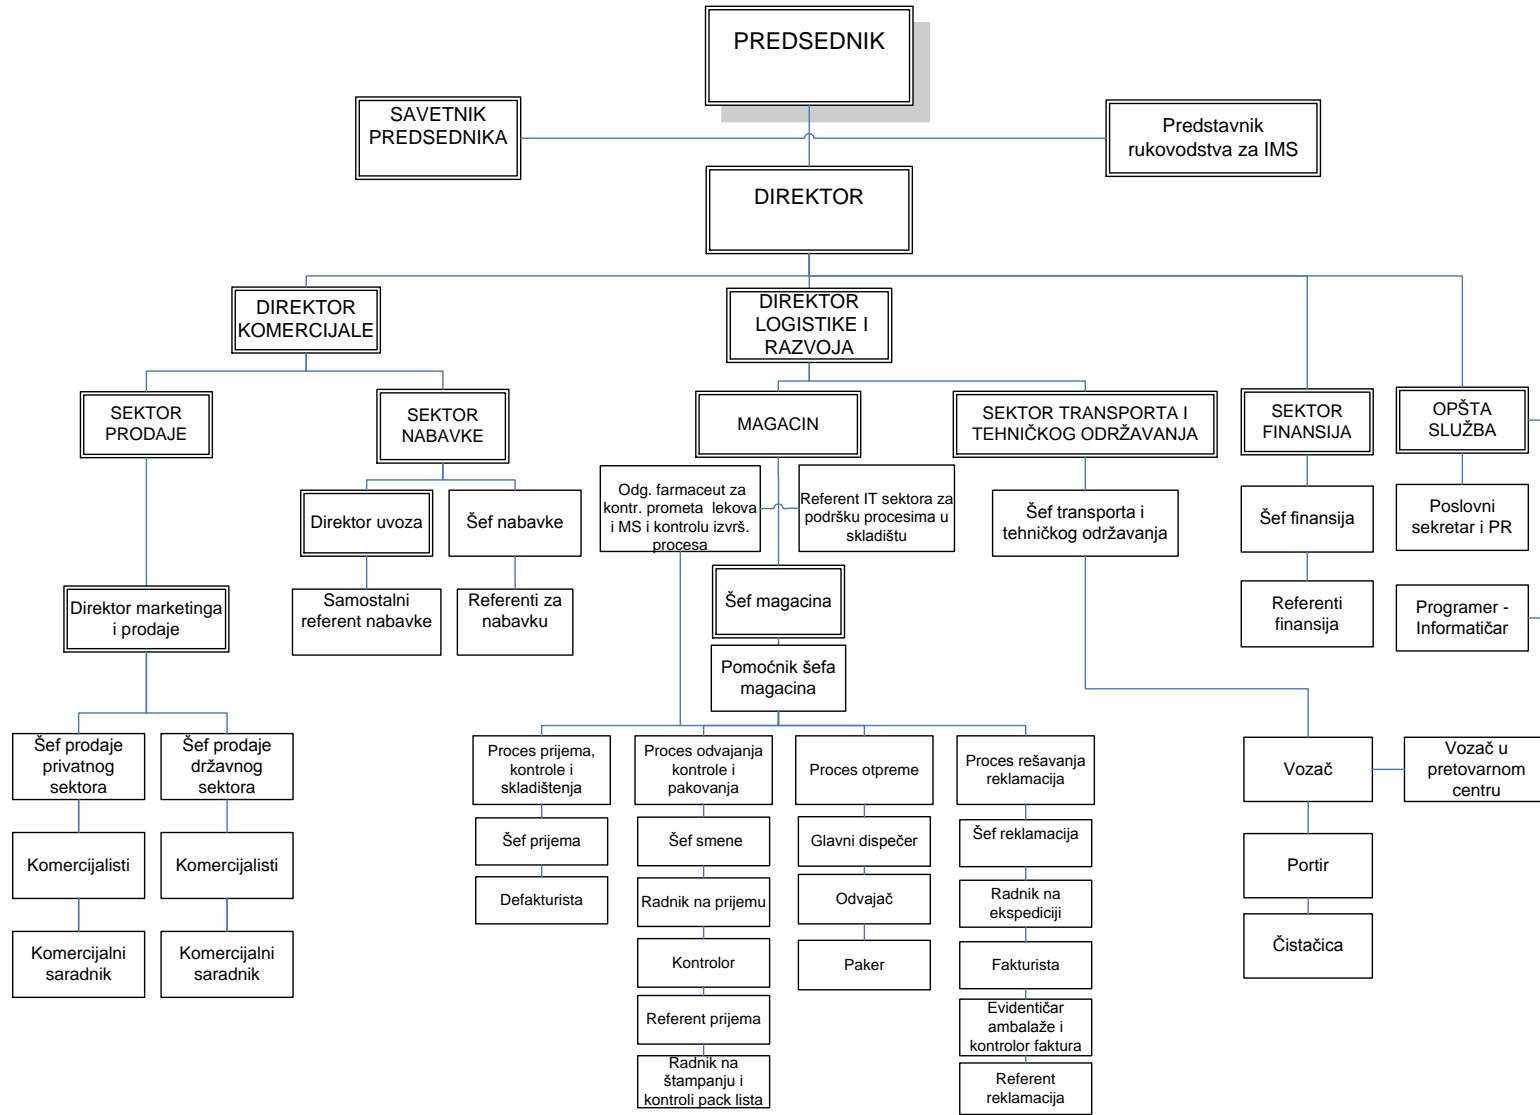 PREDSEDNIK
SAVETNIK
PREDSEDNIKA
Predstavnik
rukovodstva za IMS
DIREKTOR
DIREKTOR
KOMERCIJALE
DIREKTOR
LOGISTIKE I
RAZVOJA
SEKTOR
PRODAJE
SEKTOR
NABAVKE
MAGACIN
SEKTOR TRANSPORTA I
TEHNIČKOG ODRŽAVANJA
SEKTOR
FINANSIJA
OPŠTA
SLUŽBA
Direktor uvoza
Šef nabavke
Odg. farmaceut za
kontr. prometa lekova
i MS i kontrolu izvrš.
procesa
Referent IT sektora za
podršku procesima u
skladištu
Šef transporta i
tehničkog održavanja
Šef finansija
Poslovni
sekretar i PR
Direktor marketinga
i prodaje
Samostalni
referent nabavke
Referenti za
nabavku
Šef magacina
Referenti
finansija
Programer -
Informatičar
Pomoćnik šefa
magacina
Šef prodaje
privatnog
sektora
Šef prodaje
državnog
sektora
Proces prijema,
kontrole i
skladištenja
Proces odvajanja
kontrole i
pakovanja
Proces otpreme
Proces rešavanja
reklamacija
Vozač
Vozač u
pretovarnom
centru
Komercijalisti
Komercijalisti
Šef prijema
Šef smene
Glavni dispečer
Šef reklamacija
Portir
Defakturista
Radnik na prijemu
Odvajač
Radnik na
ekspediciji
Komercijalni
saradnik
Komercijalni
saradnik
Kontrolor
Paker
Fakturista
Čistačica
Referent prijema
Evidentičar
ambalaže i
kontrolor faktura
Radnik na
štampanju i
kontroli pack lista
Referent
reklamacija